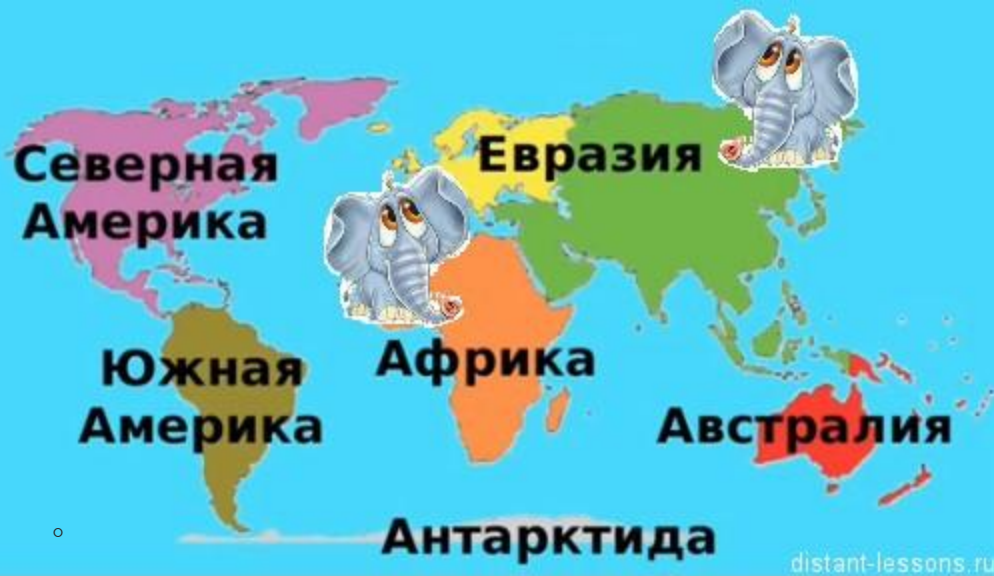 Северная
Америка
Евразия
Южная
Америка
Африка
Австралия
Антарктида
distant-lessons.ru